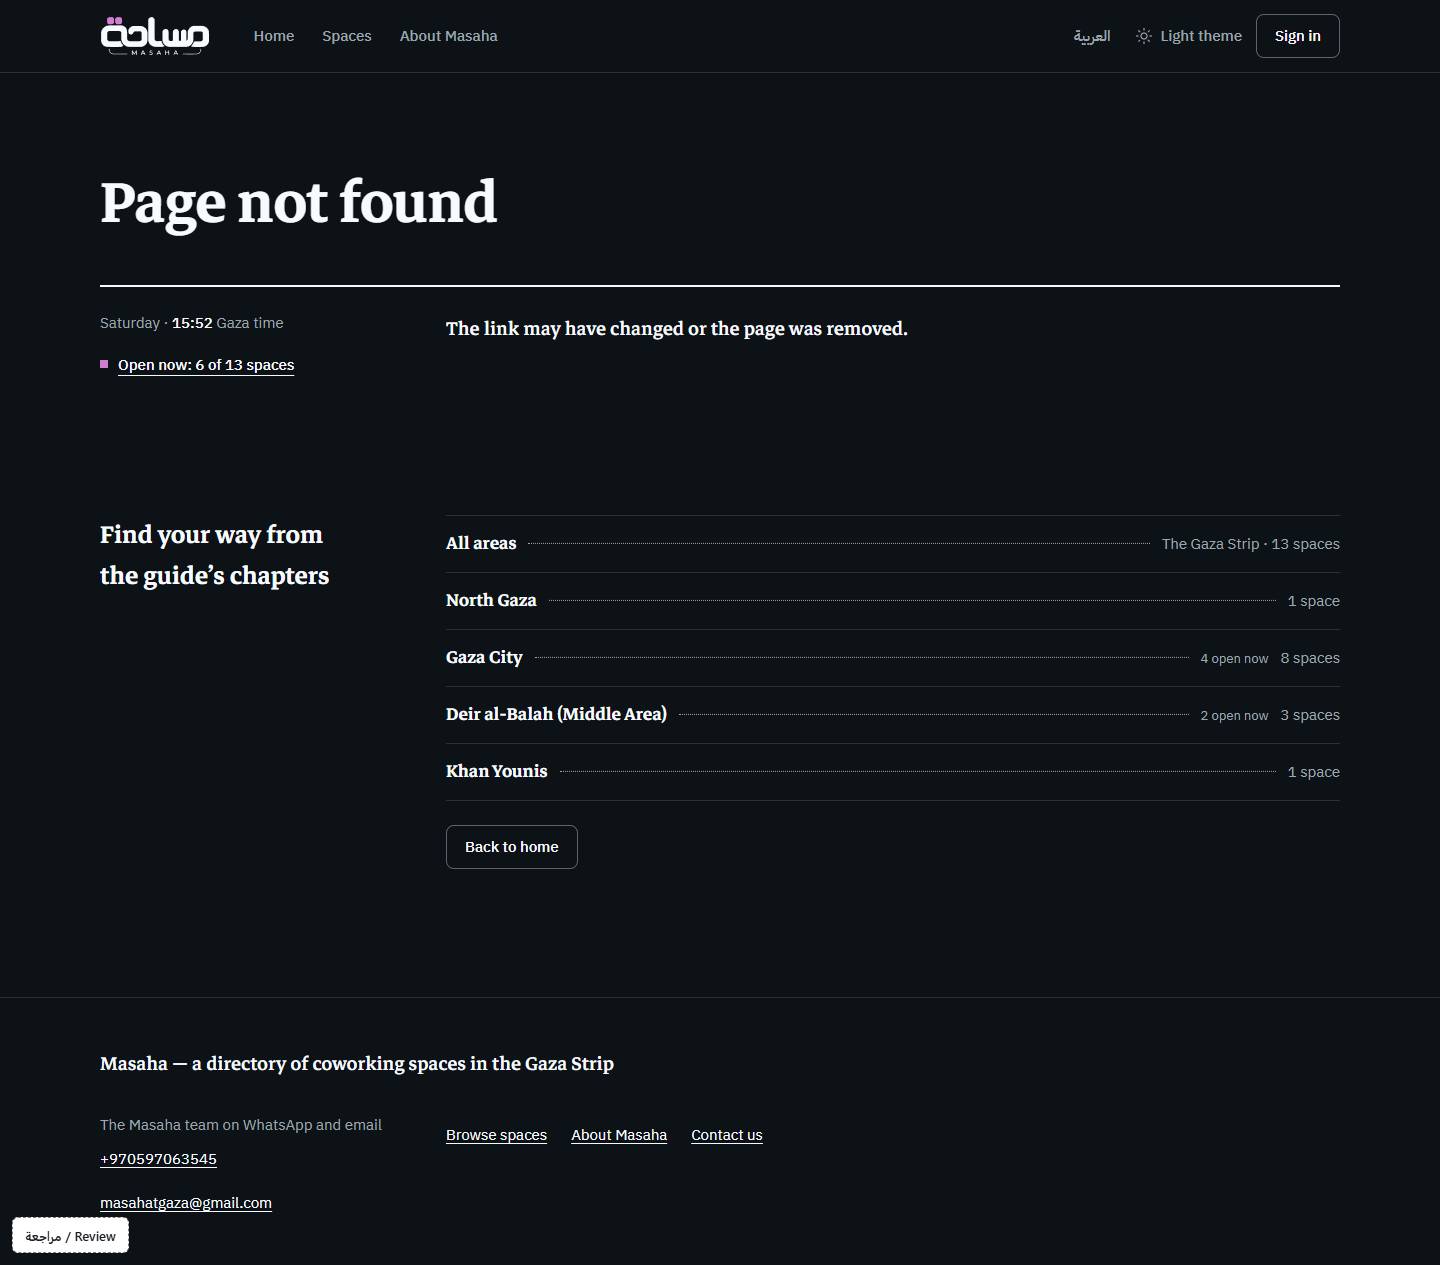 مساحة
MASAHA
Home
Spaces
About Masaha
العربية
Light theme
Sign in
Page not found
Saturday · 15:52 Gaza time
Open now: 6 of 13 spaces
The link may have changed or the page was removed.
Find your way from
the guide’s chapters
All areas
The Gaza Strip · 13 spaces
North Gaza
1 space
Gaza City
4 open now
8 spaces
Deir al-Balah (Middle Area)
2 open now
3 spaces
Khan Younis
1 space
Back to home
Masaha — a directory of coworking spaces in the Gaza Strip
The Masaha team on WhatsApp and email
+970597063545
masahatgaza@gmail.com
Browse spaces
About Masaha
Contact us
مراجعة / Review